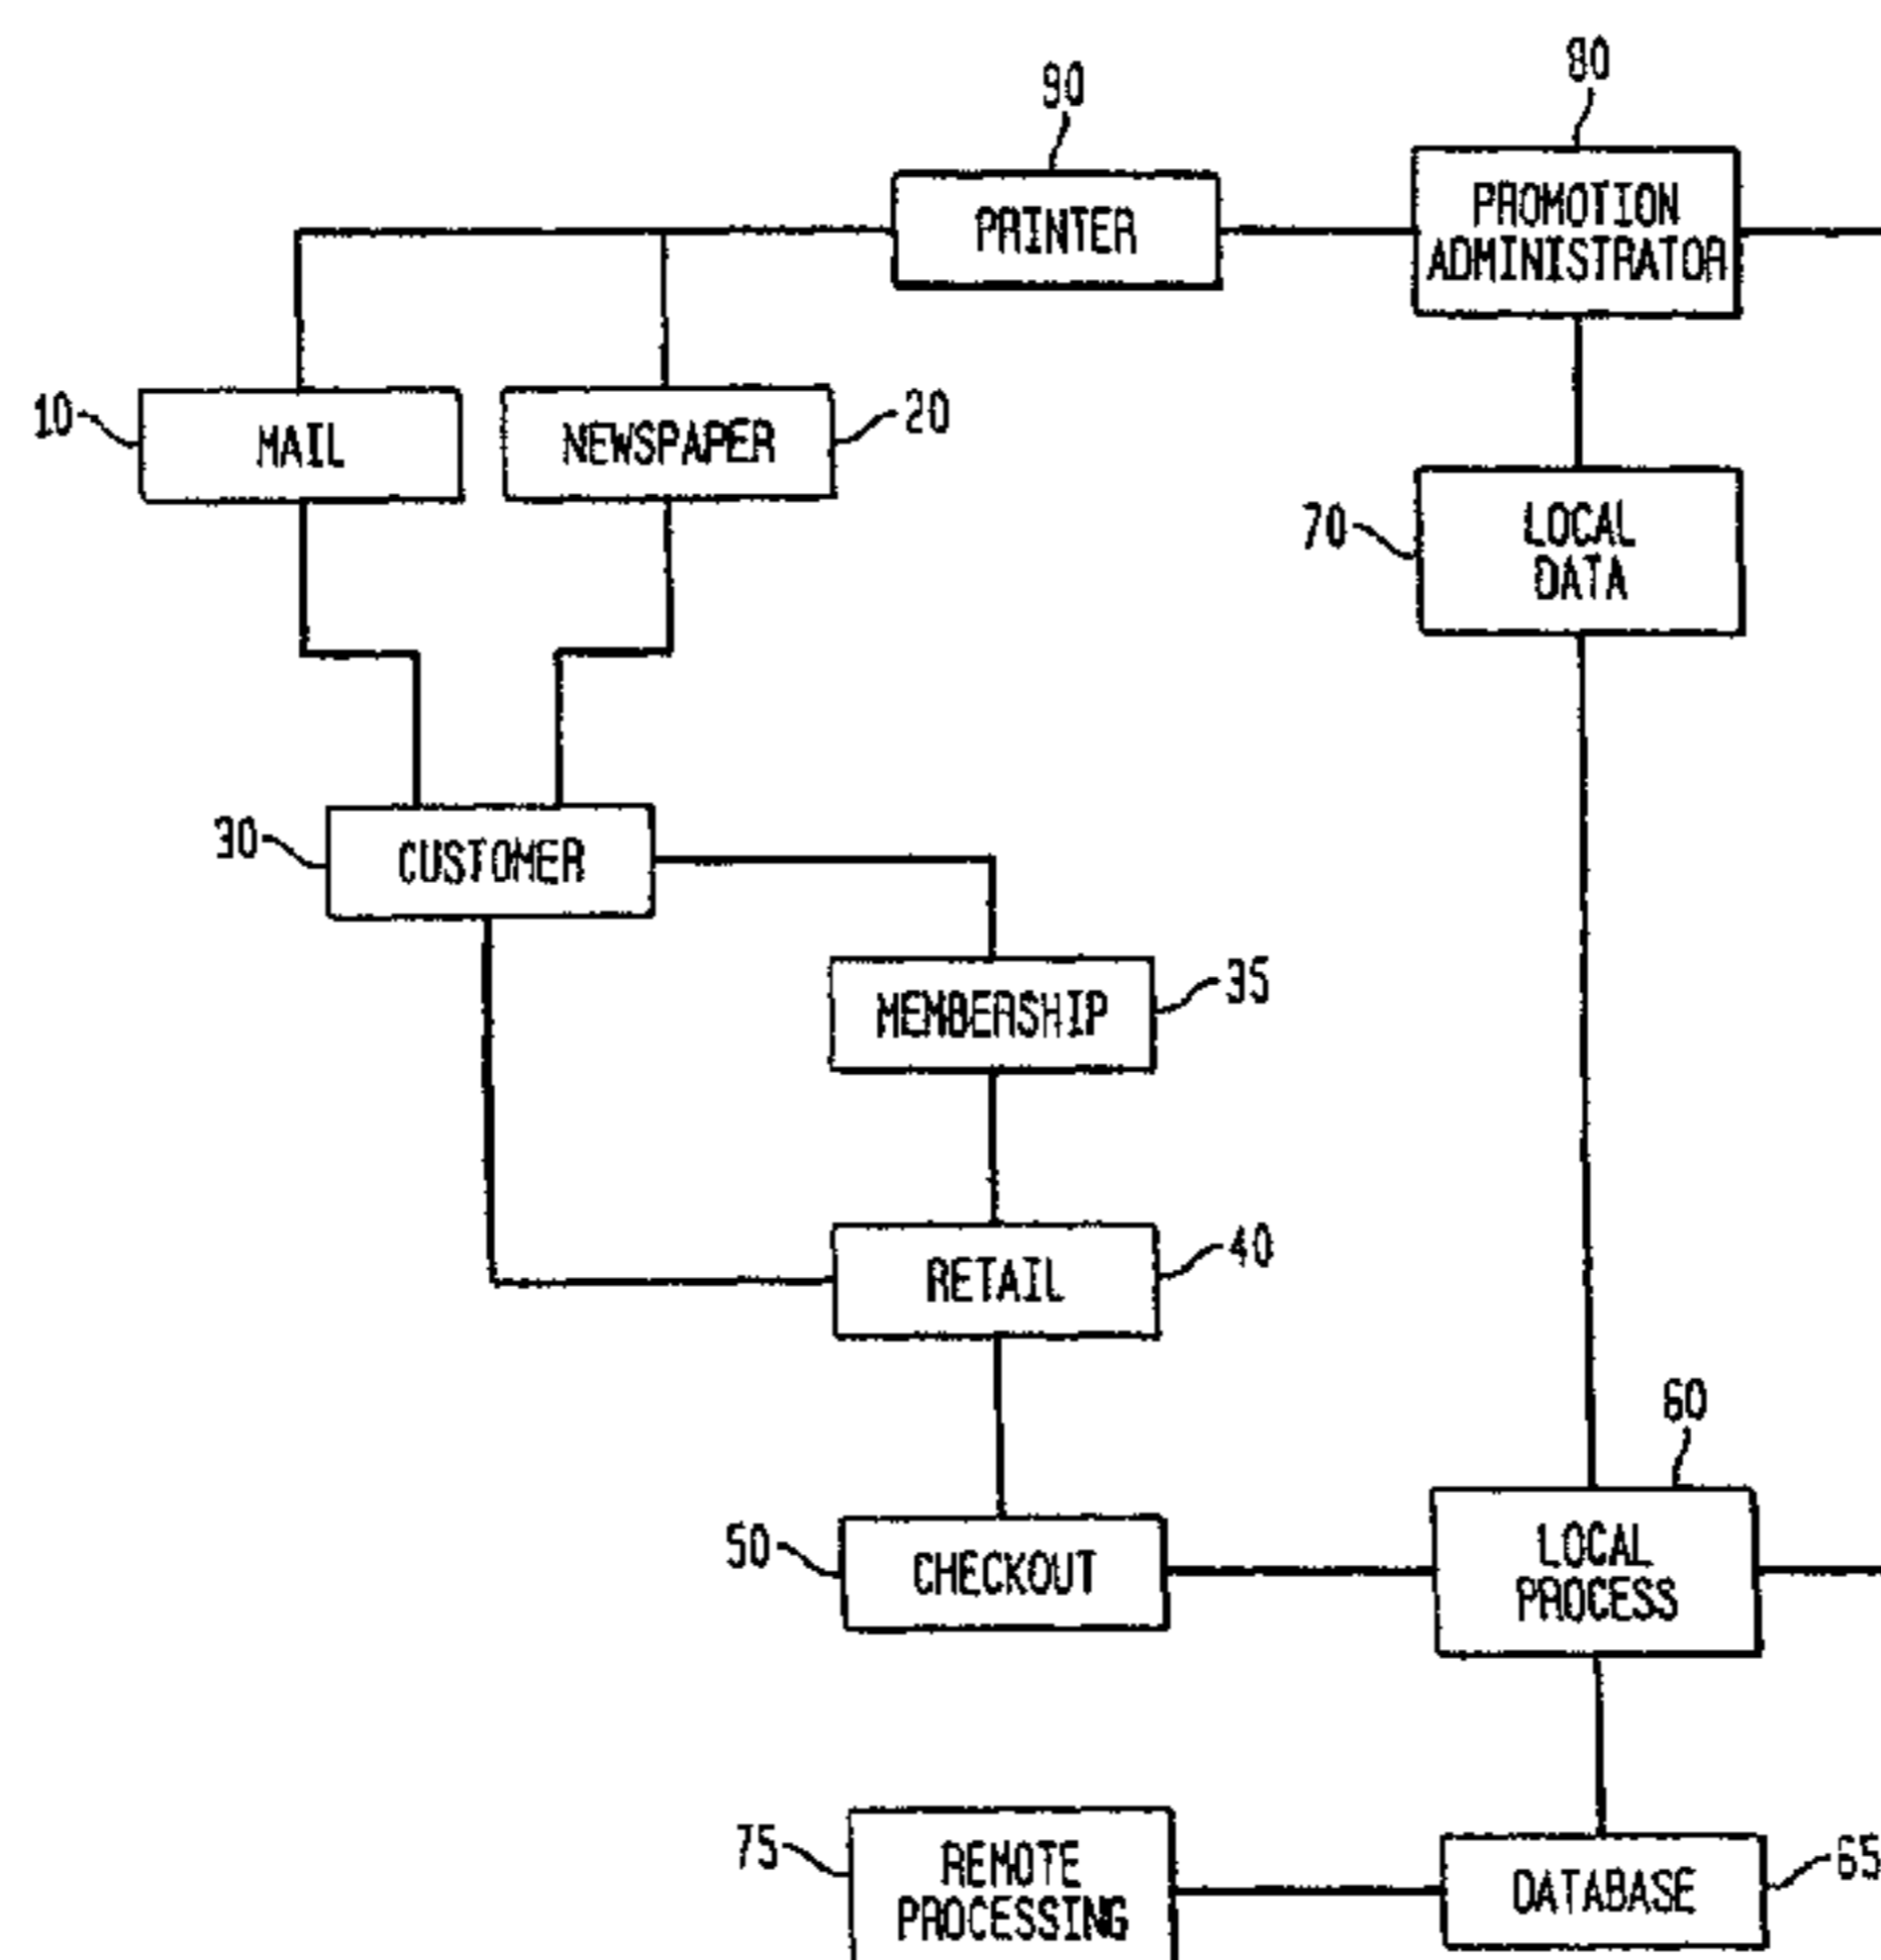 80
90
PROMOTION
ADMINISTRATOR
PRINTER
10
MAIL
NEWSPAPER
20
70
LOCAL
DATA
30
CUSTOMER
MEMBERSHIP
35
RETAIL
40
60
50
CHECKOUT
LOCAL
PROCESS
75
REMOTE
PROCESSING
DATABASE
65